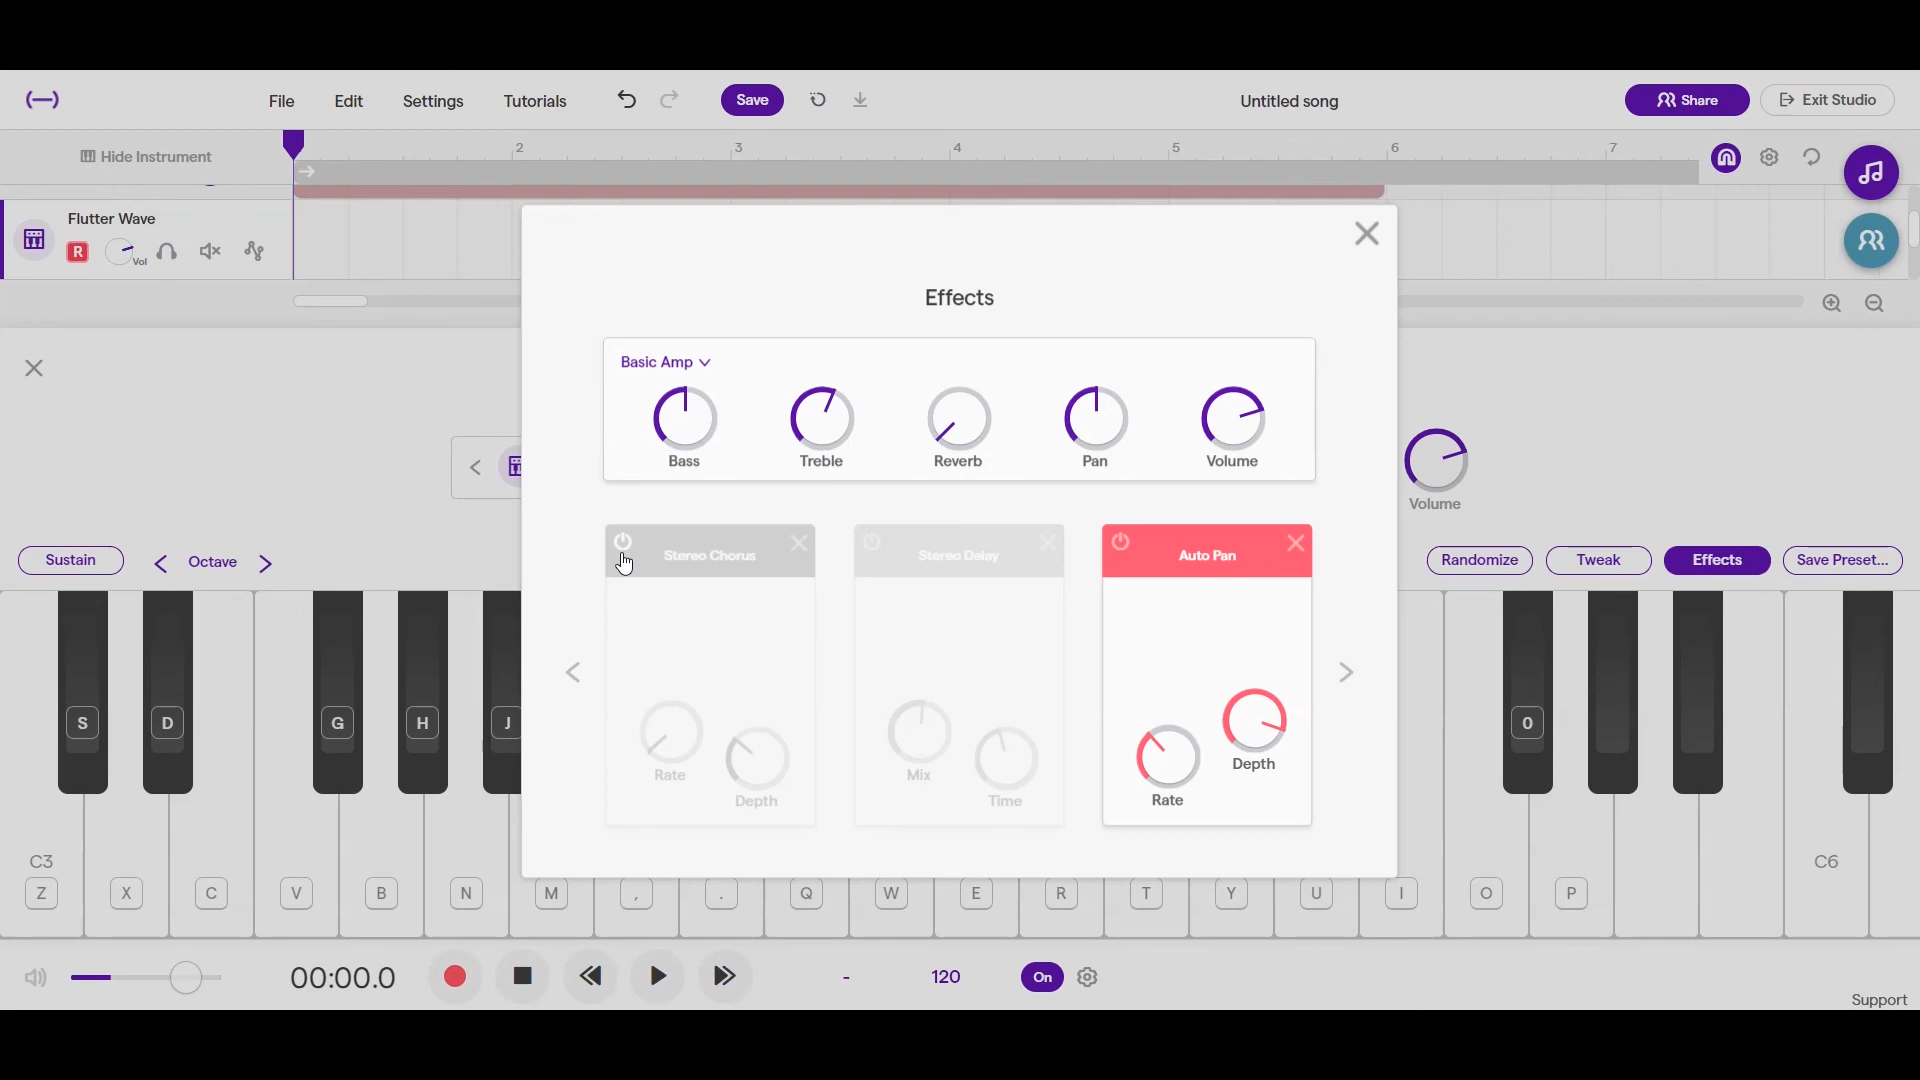 File Edit Settings Tutorials Save Untitled song Share Exit Studio
Hide Instrument 2 3 4 5 6 7
Flutter Wave
R Vol
Effects
Basic Amp
Bass Treble Reverb Pan Volume
Volume
Sustain Octave Randomize Tweak Effects Save Preset...
Stereo Chorus Stereo Delay Auto Pan
S D G H J 0
Rate Depth Mix Time Rate Depth
C3 C6
Z X C V B N M , . Q W E R T Y U I O P
00:00.0 - 120 On
Support